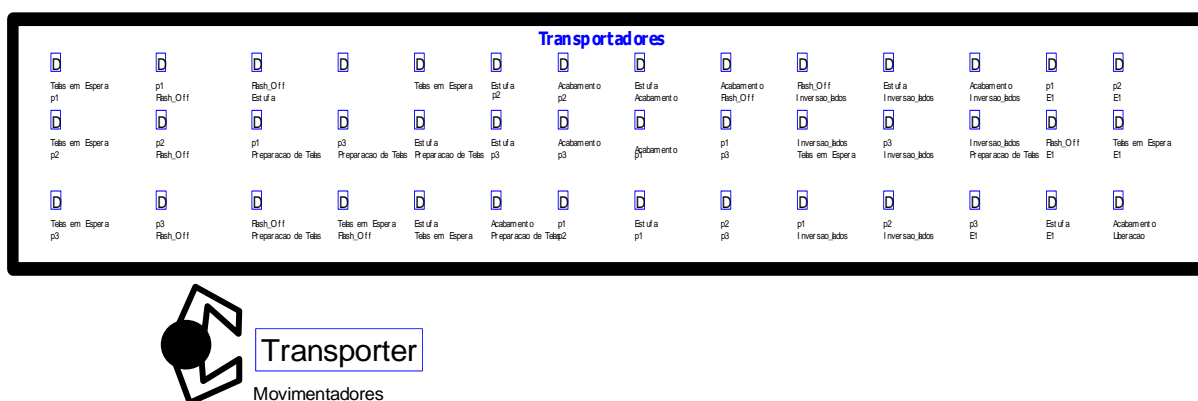 Transportadores
D D D D D D D D D D D D D D
Telas em Espera p1 Flash_Off Telas em Espera Estufa Acabamento Estufa Acabamento Flash_Off Estufa Acabamento p1 p2
p1 Flash_Off Estufa p2 p2 Acabamento Flash_Off Inversao_lados Inversao_lados Inversao_lados E1 E1
D D D D D D D D D D D D D D
Telas em Espera p2 p1 p3 Estufa Estufa Acabamento Acabamento p1 Inversao_lados p3 Inversao_lados Flash_Off Telas em Espera
p2 Flash_Off Preparacao de Telas Preparacao de Telas Preparacao de Telas p3 p3 p1 p3 Telas em Espera Inversao_lados Preparacao de Telas E1 E1
D D D D D D D D D D D D D D
Telas em Espera p3 Flash_Off Telas em Espera Estufa Acabamento p1 Estufa p2 p1 p2 p3 Estufa Acabamento
p3 Flash_Off Preparacao de Telas Flash_Off Telas em Espera Preparacao de Telas p2 p1 p3 Inversao_lados Inversao_lados E1 E1 Liberacao
Transporter
Movimentadores